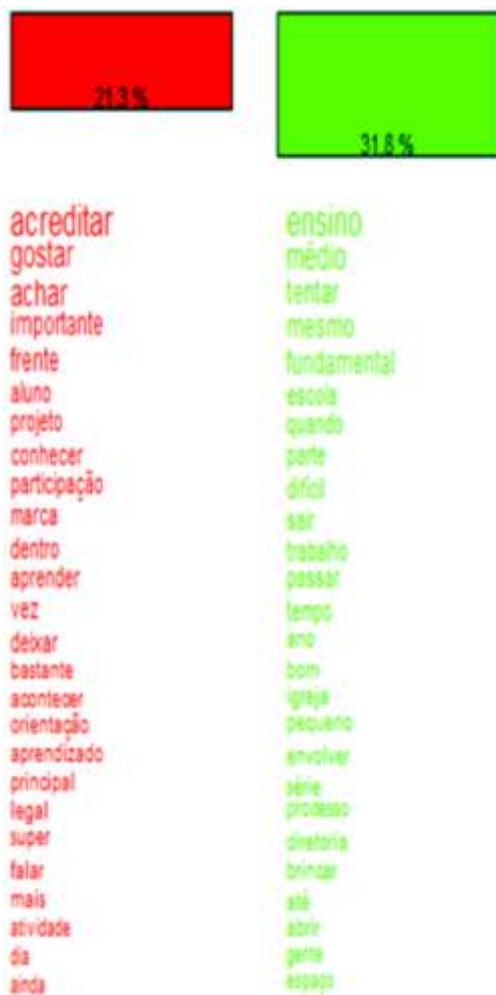 21,3 %
31,8 %
acreditar
gostar
achar
importante
frente
aluno
projeto
conhecer
participação
marca
dentro
aprender
vez
deixar
bastante
acontecer
orientação
aprendizado
principal
legal
super
falar
mais
atividade
dia
ainda
ensino
médio
tentar
mesmo
fundamental
escola
quando
parte
difícil
sair
trabalho
passar
tempo
ano
bom
igreja
pequeno
envolver
série
processo
diretoria
brincar
até
abrir
gente
espaço